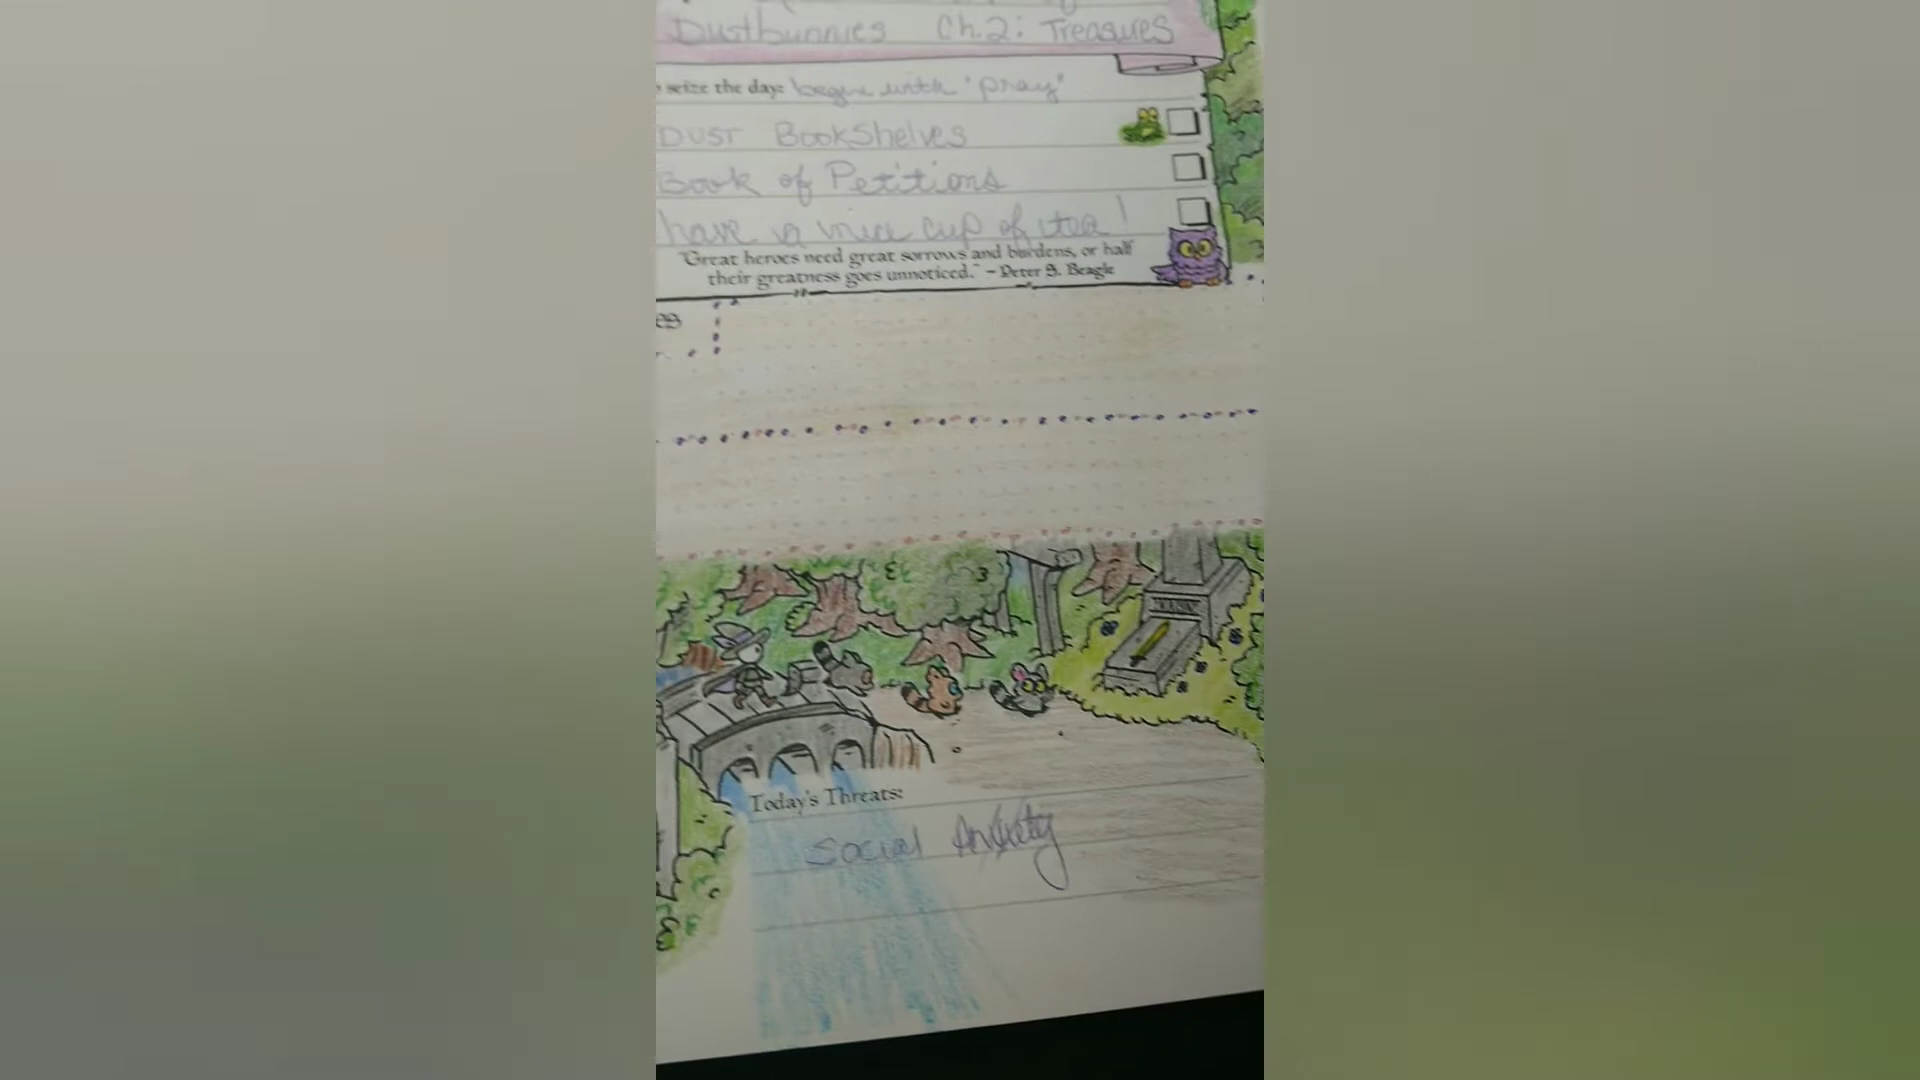 Dustbunnies Ch.2: Treasures
seize the day: begin with "pray"
DUST BookShelves
Book of Petitions
have a nice cup of tea!
"Great heroes need great sorrows and burdens, or half
their greatness goes unnoticed." – Peter S. Beagle
es
Today's Threats:
Social Anxiety